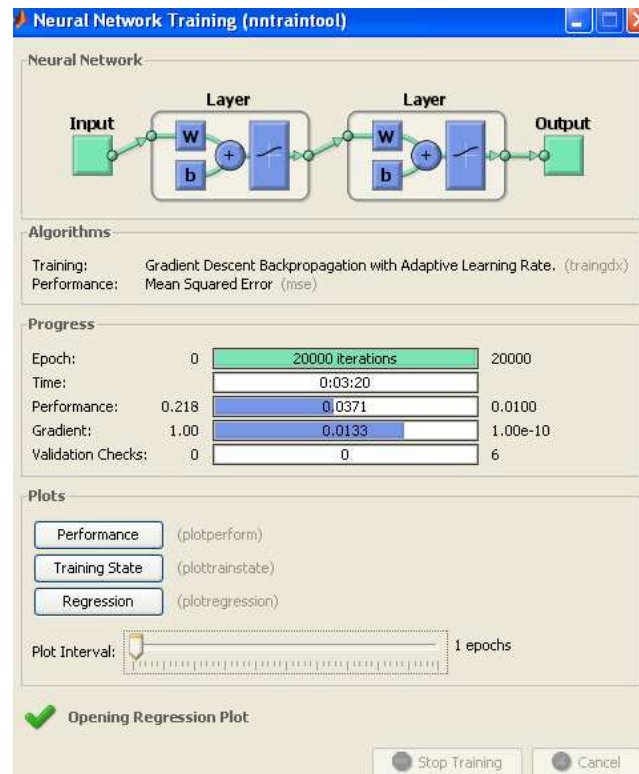 Neural Network Training (nntraintool)
Neural Network
Layer
Layer
Input
Output
W
b
+
W
b
+
Algorithms
Training: Gradient Descent Backpropagation with Adaptive Learning Rate. (traingdx)
Performance: Mean Squared Error (mse)
Progress
Epoch: 0 20000 iterations 20000
Time: 0:03:20
Performance: 0.218 0.0371 0.0100
Gradient: 1.00 0.0133 1.00e-10
Validation Checks: 0 0 6
Plots
Performance (plotperform)
Training State (plottrainstate)
Regression (plotregression)
Plot Interval: 1 epochs
Opening Regression Plot
Stop Training Cancel